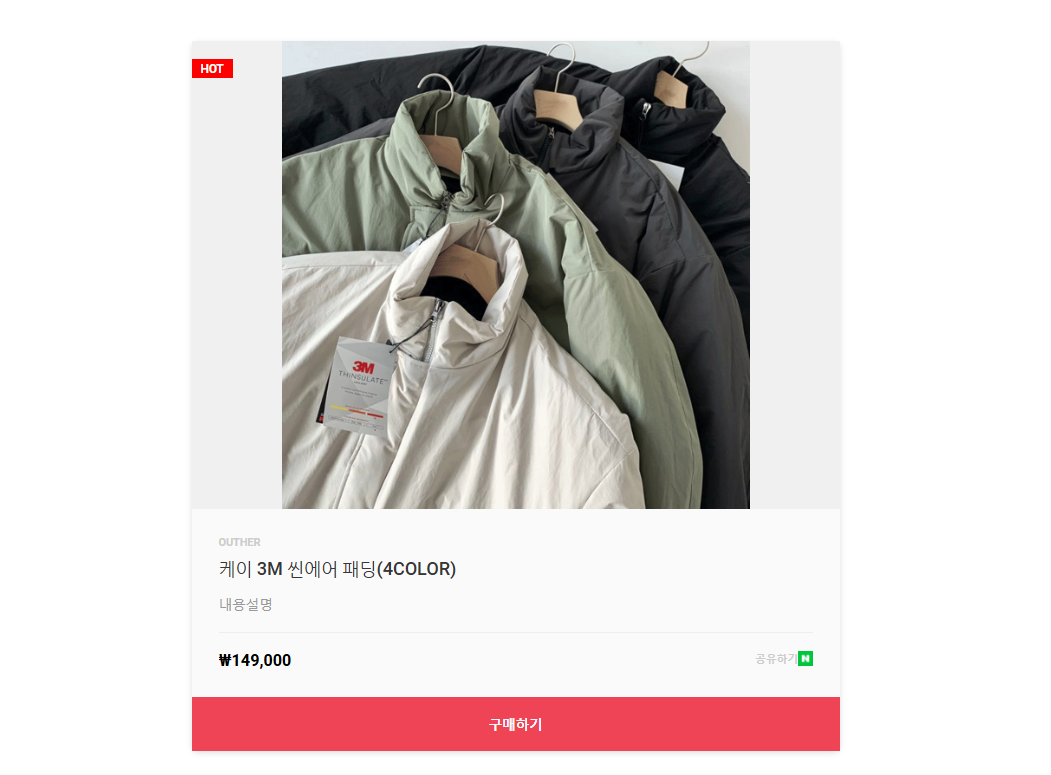 HOT
3M
THINSULATE
OUTHER
케이 3M 씬에어 패딩(4COLOR)
내용설명
₩149,000
공유하기
N
구매하기